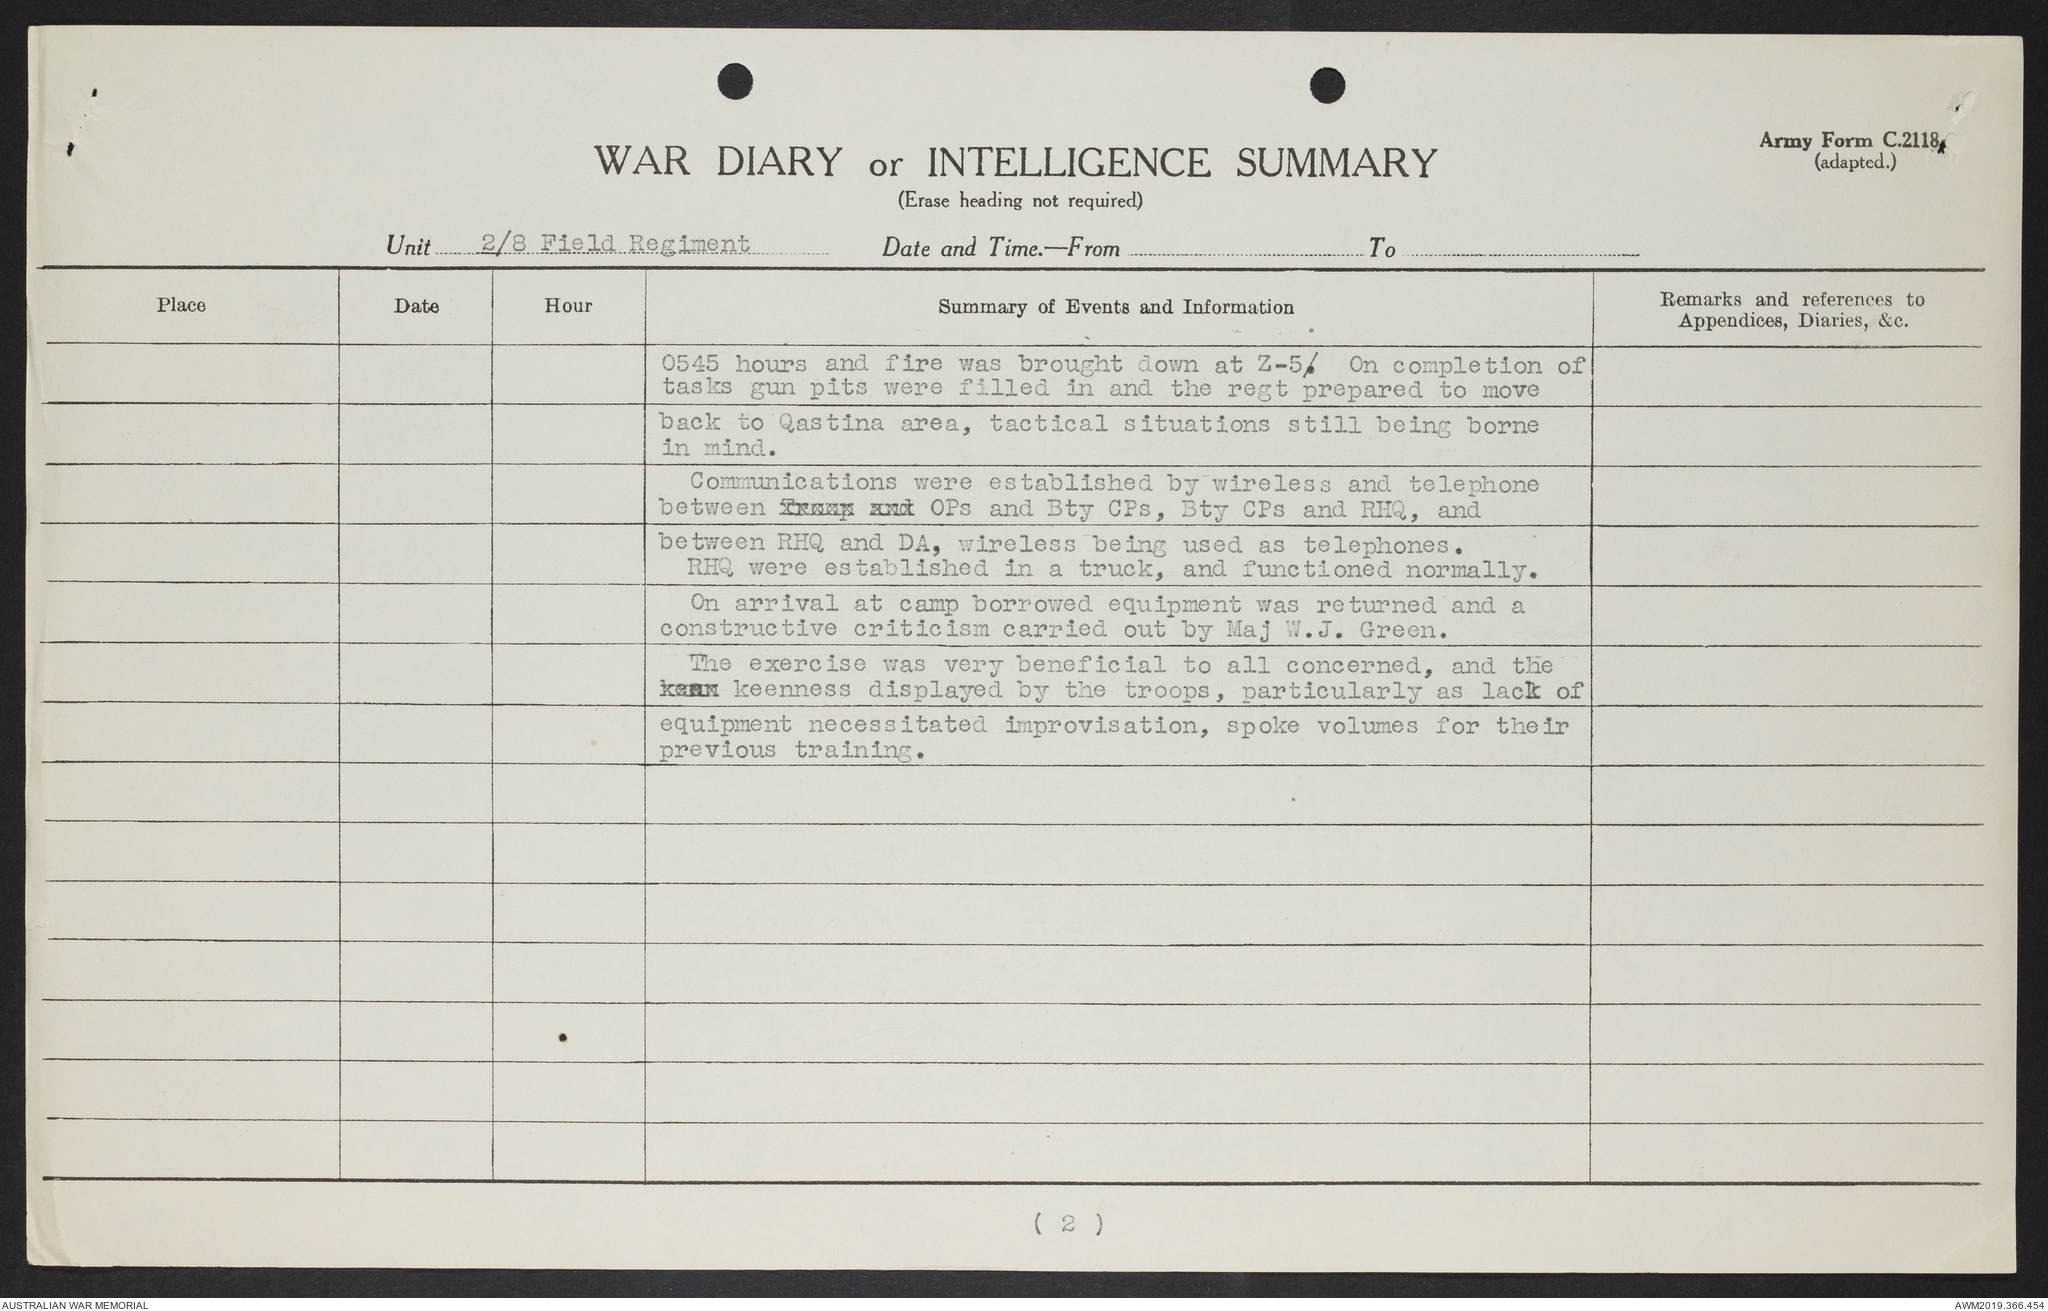 Army Form C.2118.
(adapted.)
WAR DIARY or INTELLIGENCE SUMMARY
(Erase heading not required)
Unit 2/8 Field Regiment Date and Time.—From To
Place Date Hour Summary of Events and Information Remarks and references to
Appendices, Diaries, &c.
0545 hours and fire was brought down at Z-5. On completion of
tasks gun pits were filled in and the regt prepared to move
back to Qastina area, tactical situations still being borne
in mind.
Communications were established by wireless and telephone
between Troop and OPs and Bty CPs, Bty CPs and RHQ, and
between RHQ and DA, wireless being used as telephones.
RHQ were established in a truck, and functioned normally.
On arrival at camp borrowed equipment was returned and a
constructive criticism carried out by Maj W.J. Green.
The exercise was very beneficial to all concerned, and the
keenness displayed by the troops, particularly as lack of
equipment necessitated improvisation, spoke volumes for their
previous training.
( 2 )
AUSTRALIAN WAR MEMORIAL
AWM2019.366.454